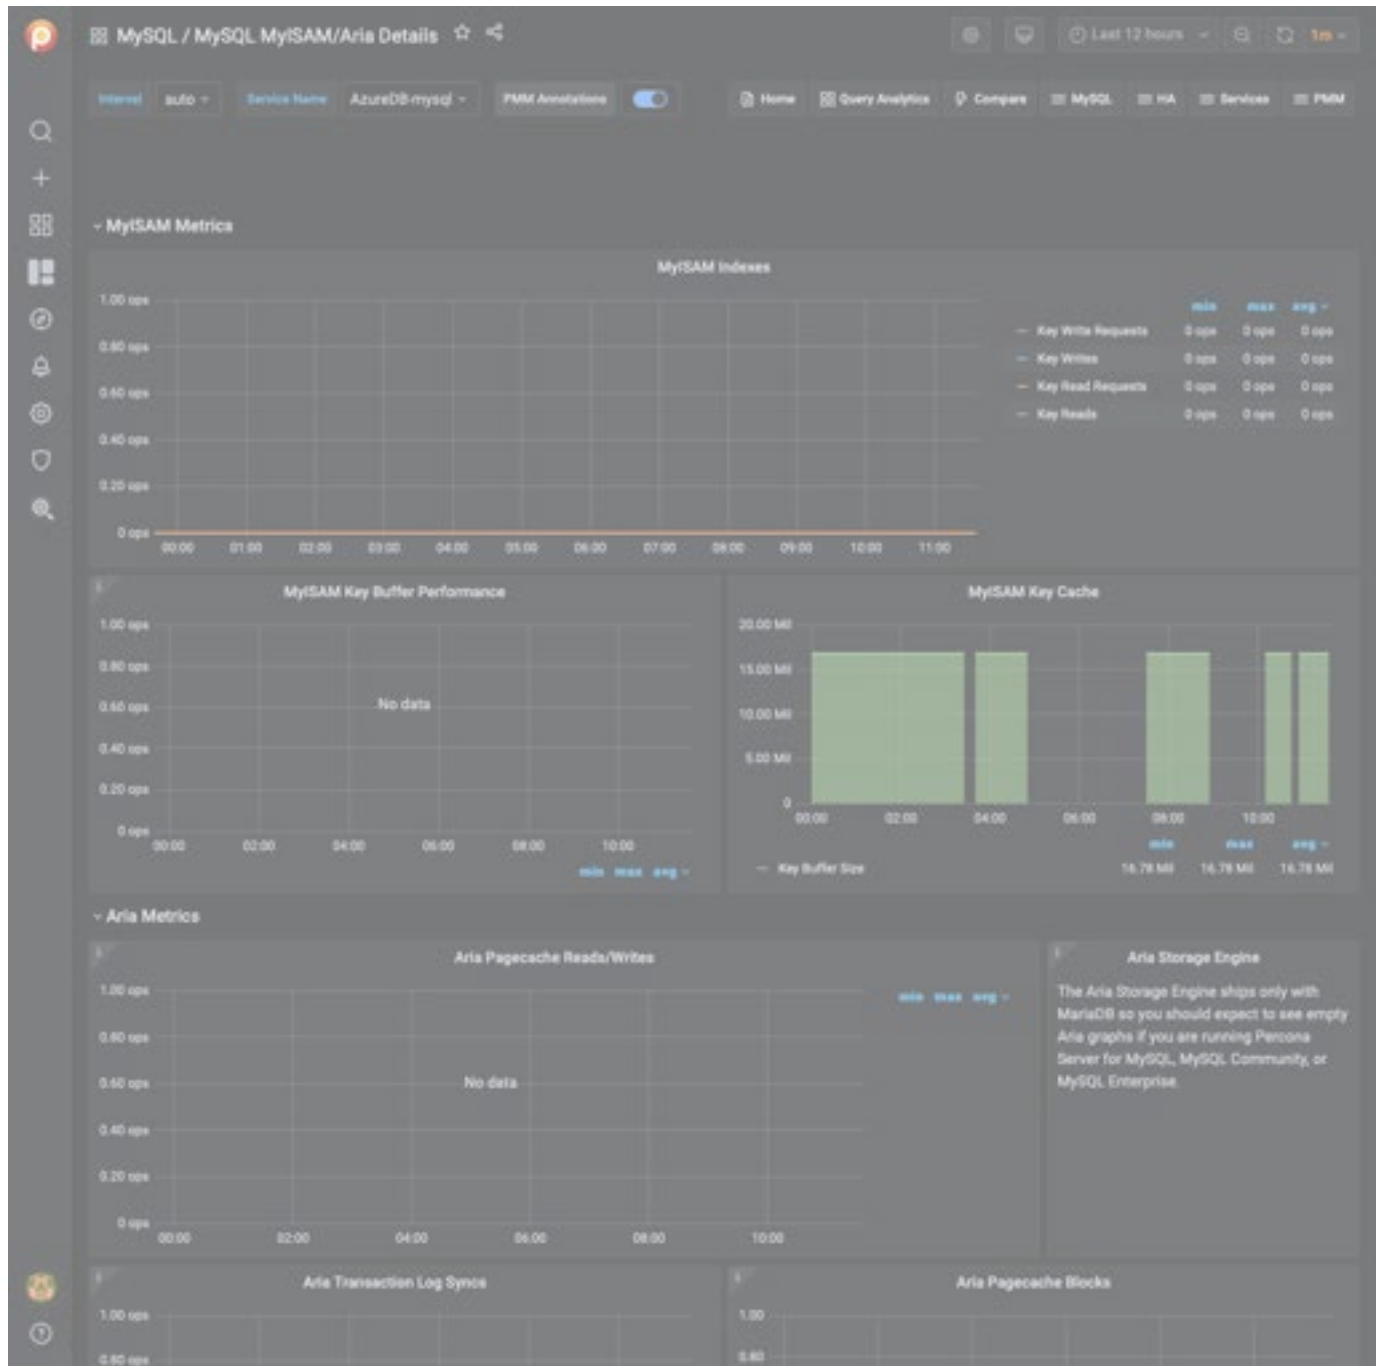 MySQL / MySQL MyISAM/Aria Details
Last 12 hours 1m
Interval auto Service Name AzureDB-mysql PMM Annotations Home Query Analytics Compare MySQL HA Services PMM
MyISAM Metrics
MyISAM Indexes
1.00 ops
0.80 ops
0.60 ops
0.40 ops
0.20 ops
0 ops
00:00 01:00 02:00 03:00 04:00 05:00 06:00 07:00 08:00 09:00 10:00 11:00
min max avg
Key Write Requests 0 ops 0 ops 0 ops
Key Writes 0 ops 0 ops 0 ops
Key Read Requests 0 ops 0 ops 0 ops
Key Reads 0 ops 0 ops 0 ops
MyISAM Key Buffer Performance
1.00 ops
0.80 ops
0.60 ops
0.40 ops
0.20 ops
0 ops
No data
00:00 02:00 04:00 06:00 08:00 10:00
min max avg
MyISAM Key Cache
20.00 Mil
15.00 Mil
10.00 Mil
5.00 Mil
0
00:00 02:00 04:00 06:00 08:00 10:00
min max avg
Key Buffer Size 16.78 Mil 16.78 Mil 16.78 Mil
Aria Metrics
Aria Pagecache Reads/Writes
1.00 ops
0.80 ops
0.60 ops
0.40 ops
0.20 ops
0 ops
No data
00:00 02:00 04:00 06:00 08:00 10:00
min max avg
Aria Storage Engine
The Aria Storage Engine ships only with
MariaDB so you should expect to see empty
Aria graphs if you are running Percona
Server for MySQL, MySQL Community, or
MySQL Enterprise.
Aria Transaction Log Syncs
1.00 ops
0.80 ops
Aria Pagecache Blocks
1.00
0.80